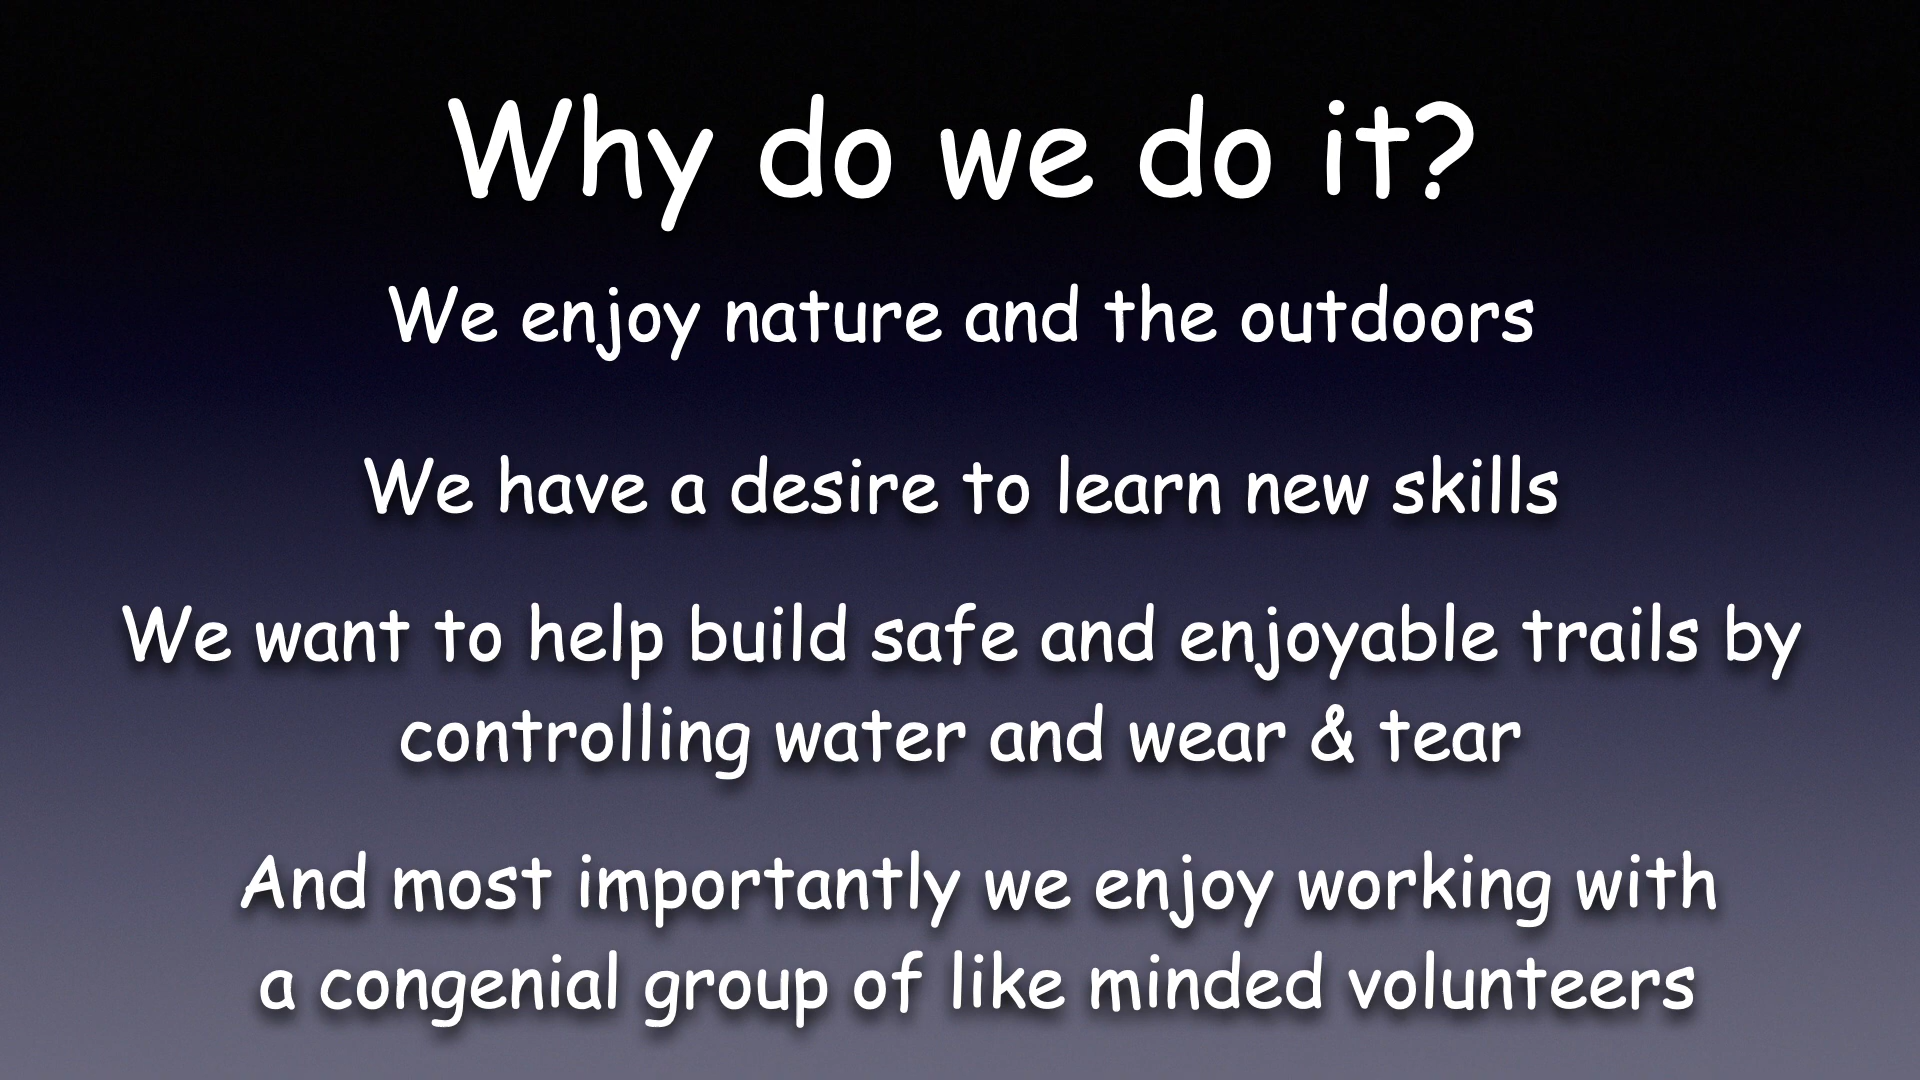 Why do we do it?
We enjoy nature and the outdoors
We have a desire to learn new skills
We want to help build safe and enjoyable trails by
controlling water and wear & tear
And most importantly we enjoy working with
a congenial group of like minded volunteers